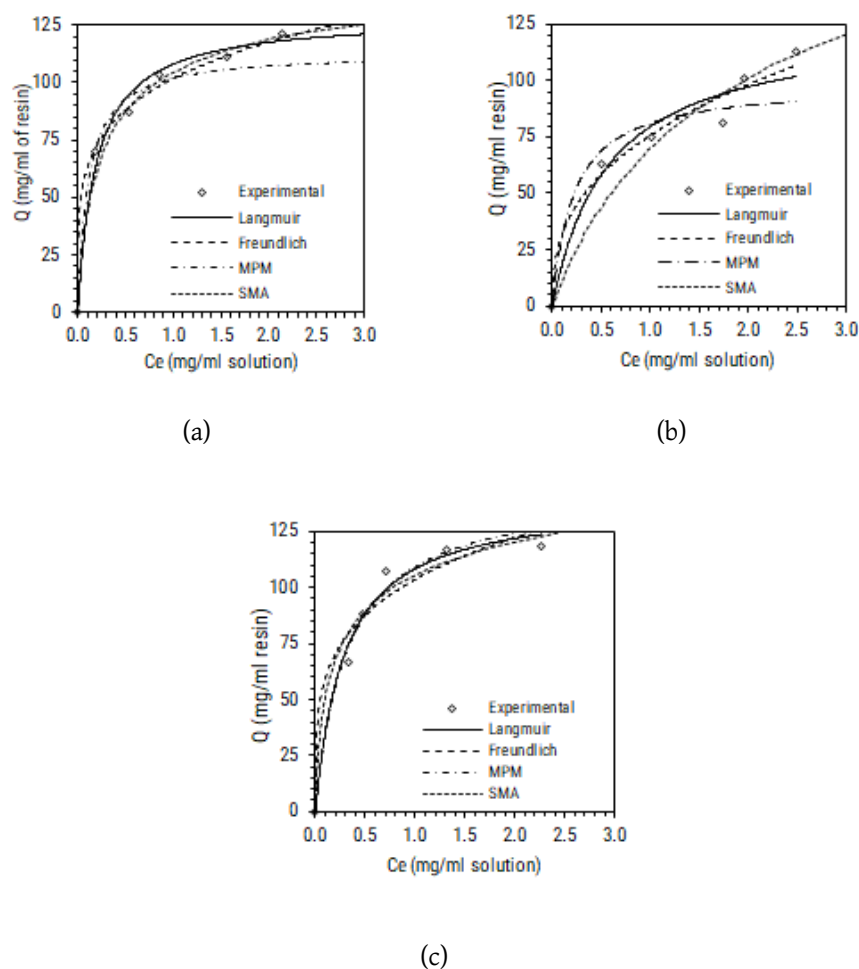 125
100
75
50
25
0
Q (mg/ml of resin)
Experimental
Langmuir
Freundlich
MPM
SMA
0.0 0.5 1.0 1.5 2.0 2.5 3.0
Ce (mg/ml solution)
(a)
125
100
75
50
25
0
Q (mg/ml resin)
Experimental
Langmuir
Freundlich
MPM
SMA
0.0 0.5 1.0 1.5 2.0 2.5 3.0
Ce (mg/ml solution)
(b)
125
100
75
50
25
0
Q (mg/ml resin)
Experimental
Langmuir
Freundlich
MPM
SMA
0.0 0.5 1.0 1.5 2.0 2.5 3.0
Ce (mg/ml solution)
(c)